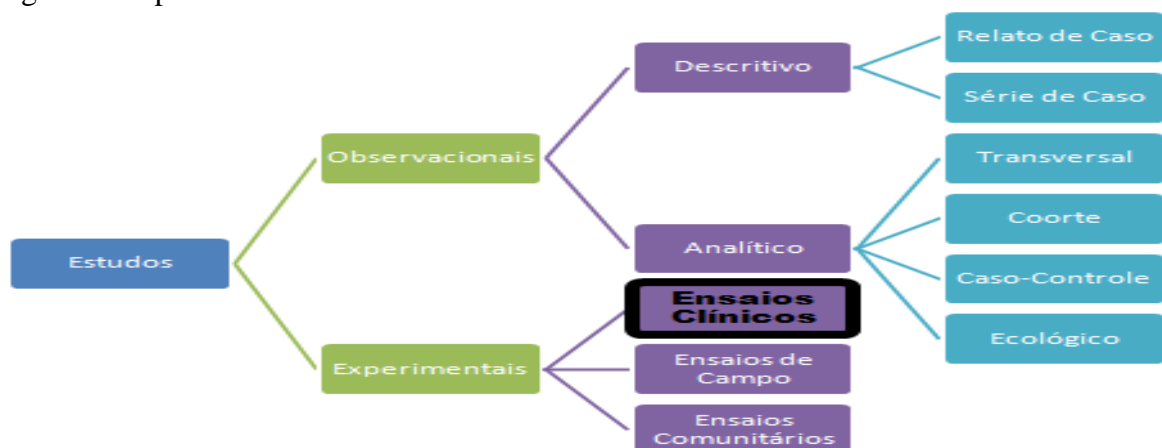 Relato de Caso
Descritivo
Série de Caso
Observacionais
Transversal
Coorte
Estudos
Analítico
Caso-Controle
Ensaios
Clínicos
Ecológico
Experimentais
Ensaios de
Campo
Ensaios
Comunitários